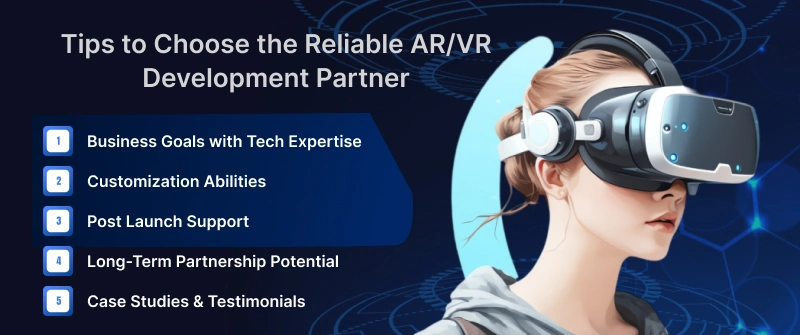 Tips to Choose the Reliable AR/VR
Development Partner
1 Business Goals with Tech Expertise
2 Customization Abilities
3 Post Launch Support
4 Long-Term Partnership Potential
5 Case Studies & Testimonials